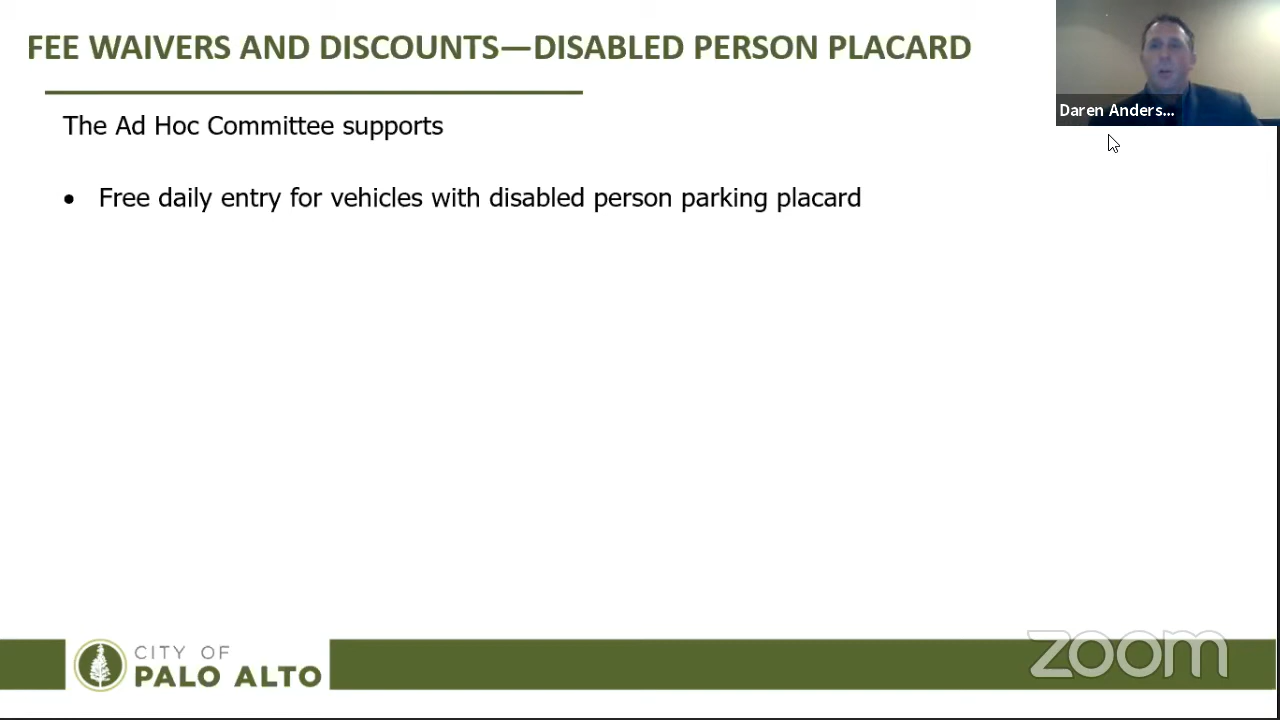 FEE WAIVERS AND DISCOUNTS—DISABLED PERSON PLACARD
Daren Anders...
The Ad Hoc Committee supports
• Free daily entry for vehicles with disabled person parking placard
CITY OF
PALO ALTO
zoom